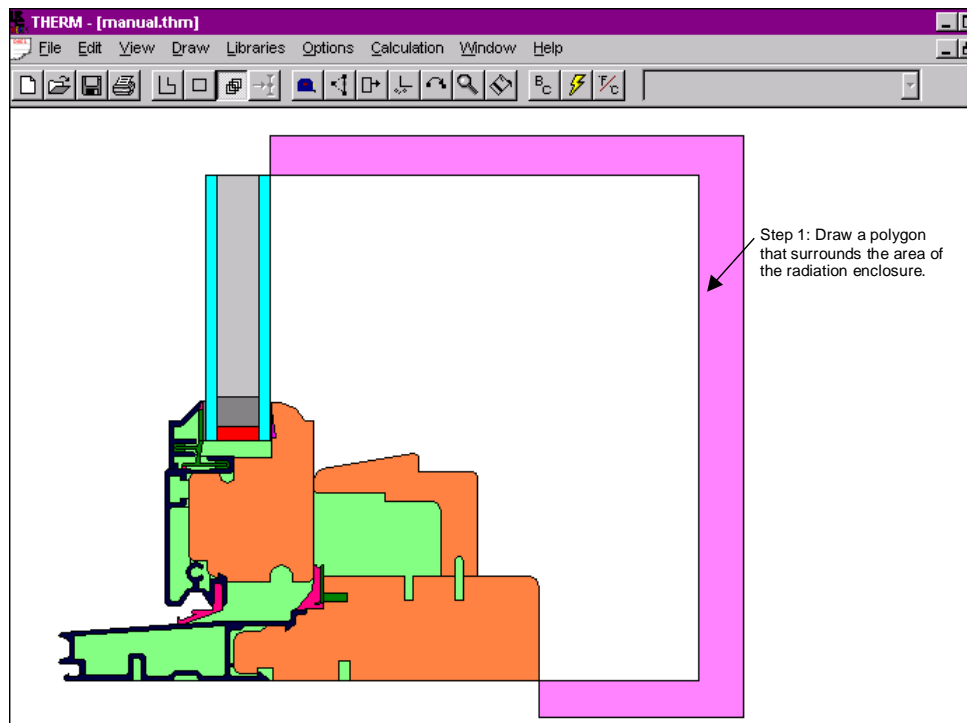 THERM - [manual.thm]
File Edit View Draw Libraries Options Calculation Window Help
BC T/C
Step 1: Draw a polygon
that surrounds the area of
the radiation enclosure.